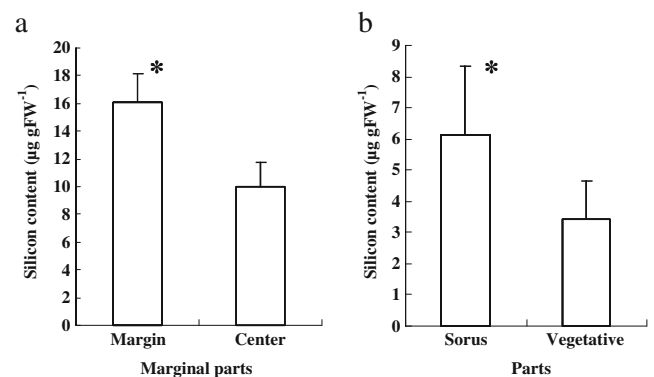 a
Silicon content (µg gFW-1)
20
18
16
14
12
10
8
6
4
2
0
*
Margin Center
Marginal parts
b
Silicon content (µg gFW-1)
9
8
7
6
5
4
3
2
1
0
*
Sorus Vegetative
Parts